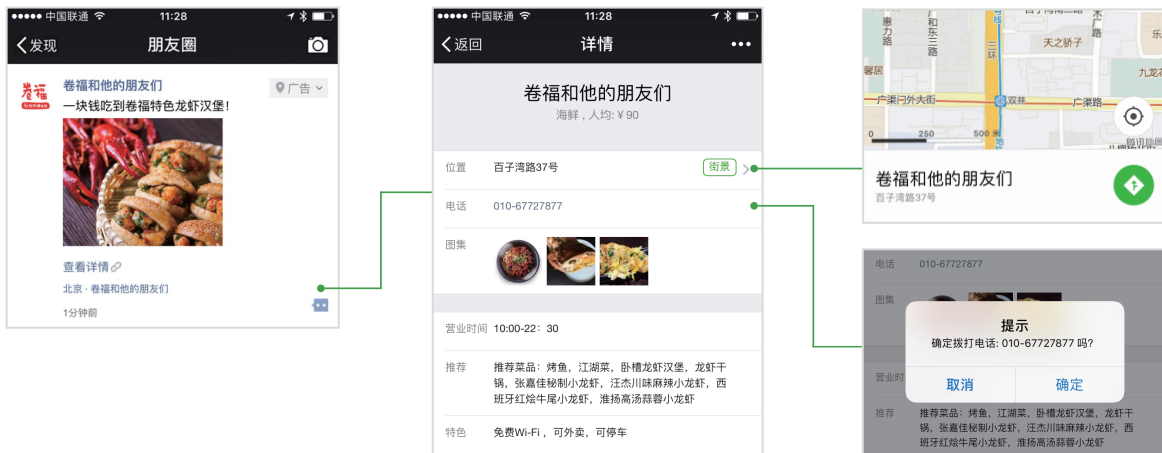 中国联通
11:28
发现
朋友圈
卷福
卷福和他的朋友们
广告
一块钱吃到卷福特色龙虾汉堡！
查看详情
北京 · 卷福和他的朋友们
1分钟前
中国联通
11:28
返回
详情
卷福和他的朋友们
海鲜 , 人均: ¥ 90
位置
百子湾路37号
街景
电话
010-67727877
图集
营业时间
10:00-22：30
推荐
推荐菜品：烤鱼，江湖菜，卧槽龙虾汉堡，龙虾干
锅，张嘉佳秘制小龙虾，汪杰川味麻辣小龙虾，西
班牙红烩牛尾小龙虾，淮扬高汤蒜蓉小龙虾
特色
免费Wi-Fi ，可外卖，可停车
惠力路
广和东三路
三环
天之骄子
乐
九龙花
馨居
广渠门外大街
双井
广渠路
0
250
500 米
卷福和他的朋友们
百子湾路37号
电话
010-67727877
图集
提示
确定拨打电话: 010-67727877 吗?
取消
确定
营业时
推荐
推荐菜品：烤鱼，江湖菜，卧槽龙虾汉堡，龙虾干
锅，张嘉佳秘制小龙虾，汪杰川味麻辣小龙虾，西
班牙红烩牛尾小龙虾，淮扬高汤蒜蓉小龙虾